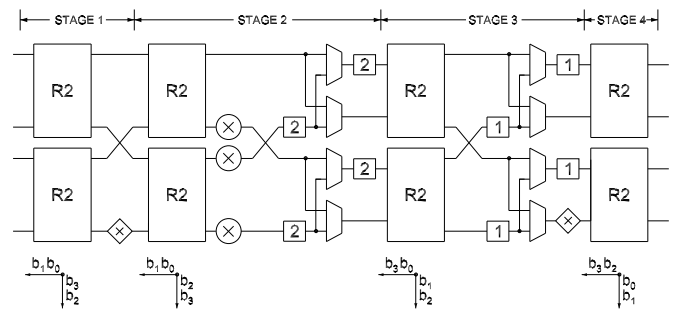 STAGE 1 STAGE 2 STAGE 3 STAGE 4
R2 R2 2 R2 1 R2
2 1
R2 R2 2 R2 1 R2
2 1
b₁b₀ b₁b₀ b₃b₀ b₃b₂
b₃ b₂ b₁ b₀
b₂ b₃ b₂ b₁